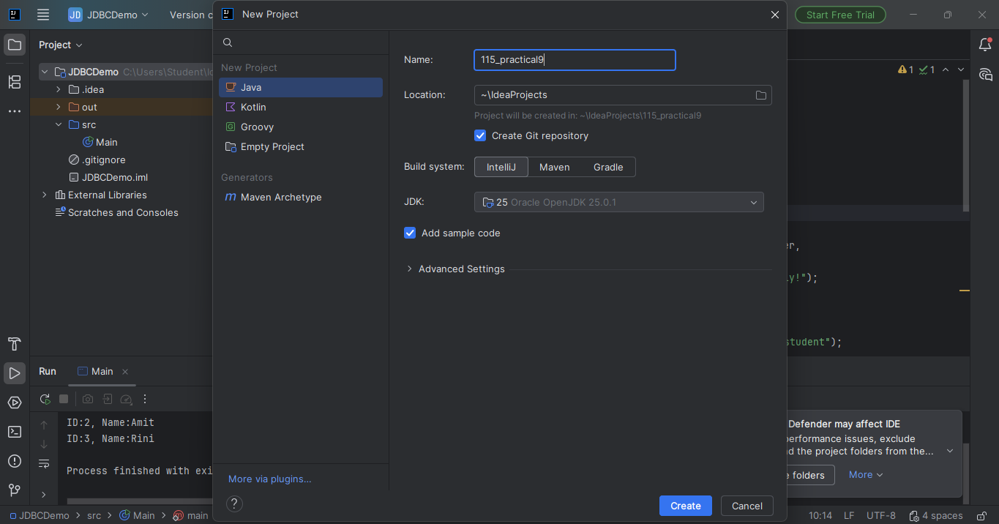 JD JDBCDemo Version c
New Project
Start Free Trial
Project
JDBCDemo C:\Users\Student\Id
.idea
out
src
Main
.gitignore
JDBCDemo.iml
External Libraries
Scratches and Consoles
New Project
Java
Kotlin
Groovy
Empty Project
Generators
Maven Archetype
More via plugins...
Name: 115_practical9
Location: ~\IdeaProjects
Project will be created in: ~\IdeaProjects\115_practical9
Create Git repository
Build system: IntelliJ Maven Gradle
JDK: 25 Oracle OpenJDK 25.0.1
Add sample code
Advanced Settings
? Create Cancel
1 1
er,
ly!");
student");
Run Main
ID:2, Name:Amit
ID:3, Name:Rini
Process finished with exi
Defender may affect IDE
performance issues, exclude
nd the project folders from the...
e folders More
JDBCDemo src Main main
10:14 LF UTF-8 4 spaces